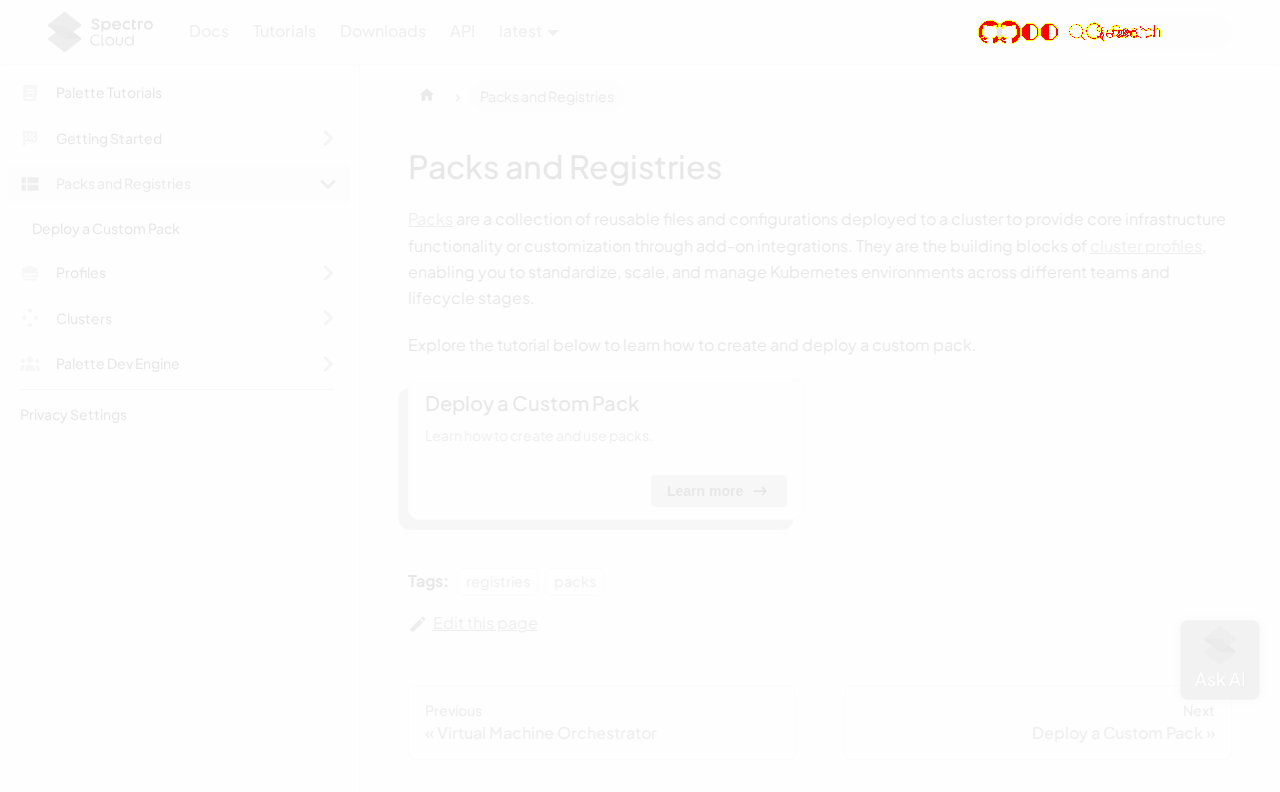 Spectro
Cloud
Docs
Tutorials
Downloads
API
latest
Palette Tutorials
Getting Started
Packs and Registries
Deploy a Custom Pack
Profiles
Clusters
Palette Dev Engine
Privacy Settings
Packs and Registries
Packs and Registries
Packs are a collection of reusable files and configurations deployed to a cluster to provide core infrastructure
functionality or customization through add-on integrations. They are the building blocks of cluster profiles,
enabling you to standardize, scale, and manage Kubernetes environments across different teams and
lifecycle stages.
Explore the tutorial below to learn how to create and deploy a custom pack.
Deploy a Custom Pack
Learn how to create and use packs.
Learn more →
Tags: registries packs
Edit this page
Previous
« Virtual Machine Orchestrator
Next
Deploy a Custom Pack »
Ask AI